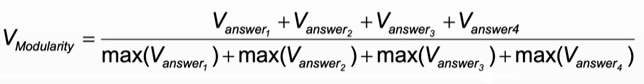 V_Modularity = (V_answer₁ + V_answer₂ + V_answer₃ + V_answer4) / (max(V_answer₁) + max(V_answer₂) + max(V_answer₃) + max(V_answer₄))